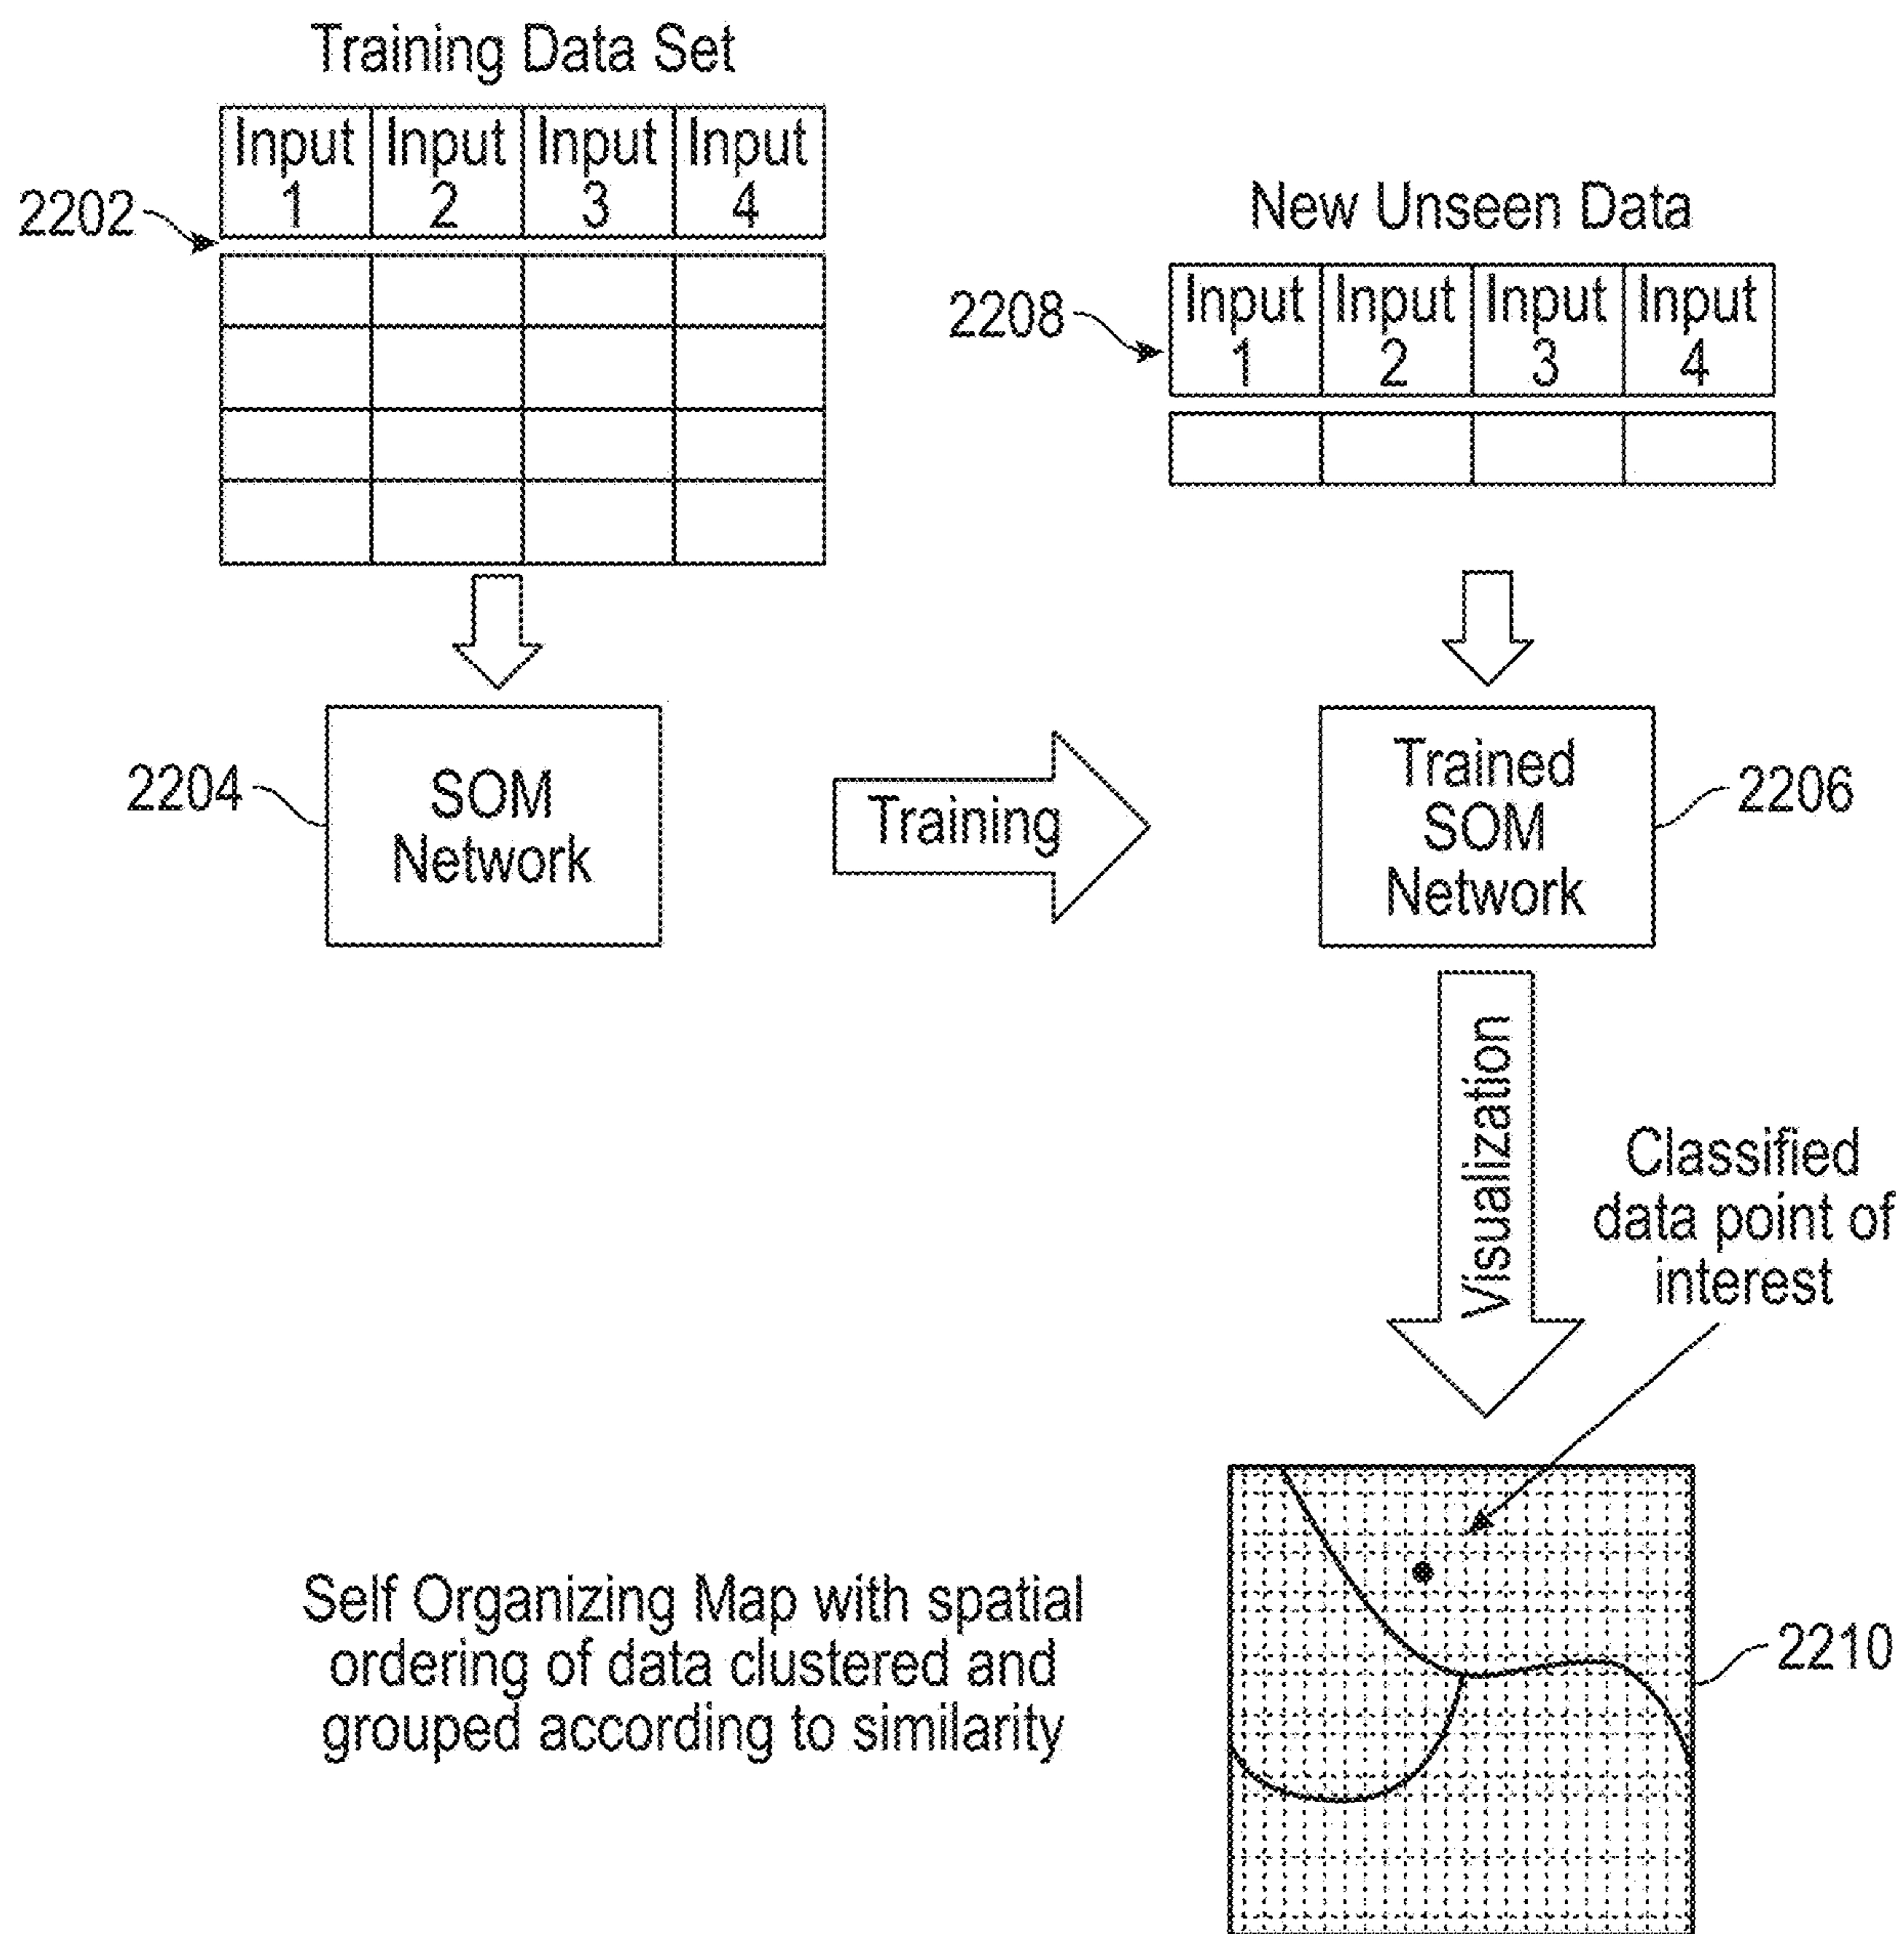 Training Data Set
Input Input Input Input
1 2 3 4
2202
New Unseen Data
Input Input Input Input
1 2 3 4
2208
SOM
Network
2204
Training
Trained
SOM
Network
2206
Visualization
Classified
data point of
interest
Self Organizing Map with spatial
ordering of data clustered and
grouped according to similarity
2210